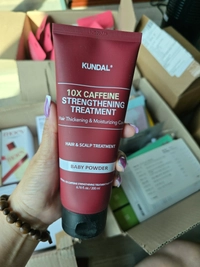 KUNDAL®
10X CAFFEINE
STRENGTHENING
TREATMENT
Hair Thickening & Moisturizing
HAIR & SCALP TREATMENT
BABY POWDER